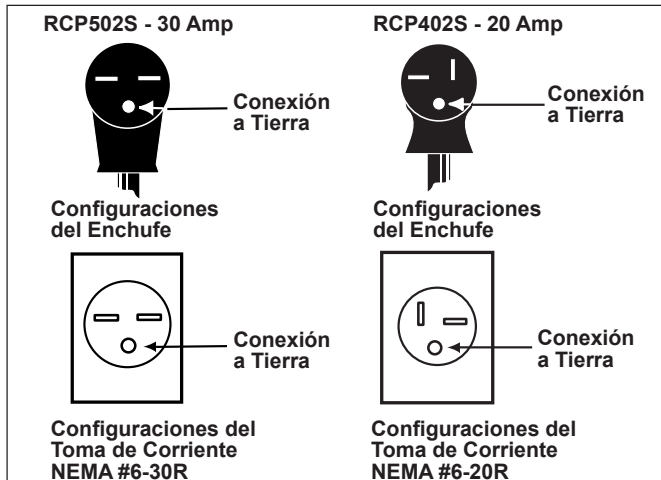 RCP502S - 30 Amp
Conexión
a Tierra
Configuraciones
del Enchufe
Conexión
a Tierra
Configuraciones del
Toma de Corriente
NEMA #6-30R
RCP402S - 20 Amp
Conexión
a Tierra
Configuraciones
del Enchufe
Conexión
a Tierra
Configuraciones del
Toma de Corriente
NEMA #6-20R